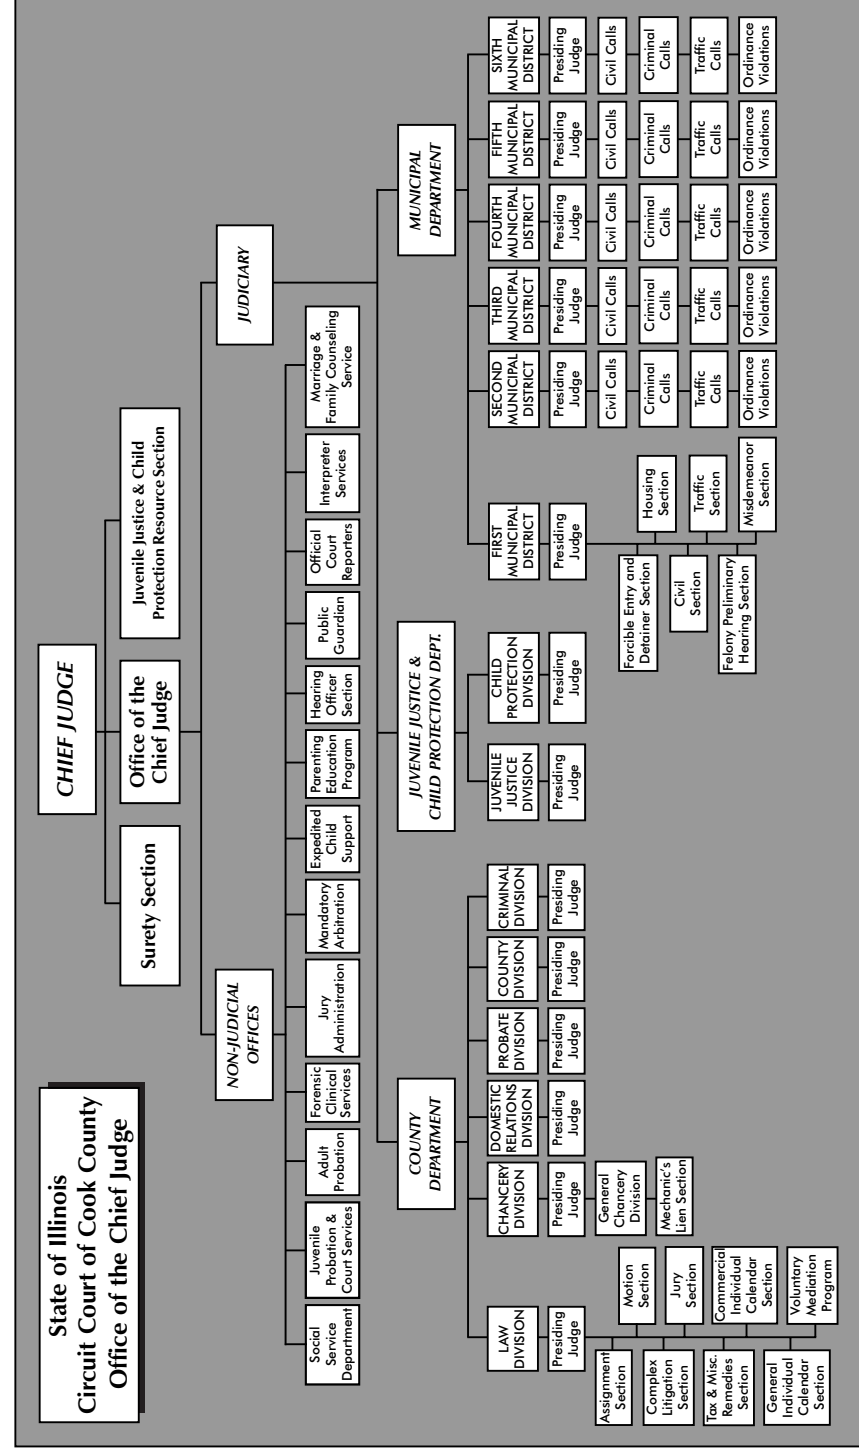 State of Illinois
Circuit Court of Cook County
Office of the Chief Judge
CHIEF JUDGE
Surety Section
Office of the
Chief Judge
Juvenile Justice & Child
Protection Resource Section
NON-JUDICIAL
OFFICES
JUDICIARY
Social
Service
Department
Juvenile
Probation &
Court Services
Adult
Probation
Forensic
Clinical
Services
Jury
Administration
Mandatory
Arbitration
Expedited
Child
Support
Parenting
Education
Program
Hearing
Officer
Section
Public
Guardian
Official
Court
Reporters
Interpreter
Services
Marriage &
Family Counseling
Service
COUNTY
DEPARTMENT
JUVENILE JUSTICE &
CHILD PROTECTION DEPT.
MUNICIPAL
DEPARTMENT
LAW
DIVISION
Presiding
Judge
Assignment
Section
Motion
Section
Complex
Litigation
Section
Jury
Section
Tax & Misc.
Remedies
Section
Commercial
Individual
Calendar
Section
General
Individual
Calendar
Section
Voluntary
Mediation
Program
CHANCERY
DIVISION
Presiding
Judge
General
Chancery
Division
Mechanic's
Lien Section
DOMESTIC
RELATIONS
DIVISION
Presiding
Judge
PROBATE
DIVISION
Presiding
Judge
COUNTY
DIVISION
Presiding
Judge
CRIMINAL
DIVISION
Presiding
Judge
JUVENILE
JUSTICE
DIVISION
Presiding
Judge
CHILD
PROTECTION
DIVISION
Presiding
Judge
FIRST
MUNICIPAL
DISTRICT
Presiding
Judge
Forcible Entry and
Detainer Section
Housing
Section
Civil
Section
Traffic
Section
Felony Preliminary
Hearing Section
Misdemeanor
Section
SECOND
MUNICIPAL
DISTRICT
Presiding
Judge
Civil Calls
Criminal
Calls
Traffic
Calls
Ordinance
Violations
THIRD
MUNICIPAL
DISTRICT
Presiding
Judge
Civil Calls
Criminal
Calls
Traffic
Calls
Ordinance
Violations
FOURTH
MUNICIPAL
DISTRICT
Presiding
Judge
Civil Calls
Criminal
Calls
Traffic
Calls
Ordinance
Violations
FIFTH
MUNICIPAL
DISTRICT
Presiding
Judge
Civil Calls
Criminal
Calls
Traffic
Calls
Ordinance
Violations
SIXTH
MUNICIPAL
DISTRICT
Presiding
Judge
Civil Calls
Criminal
Calls
Traffic
Calls
Ordinance
Violations